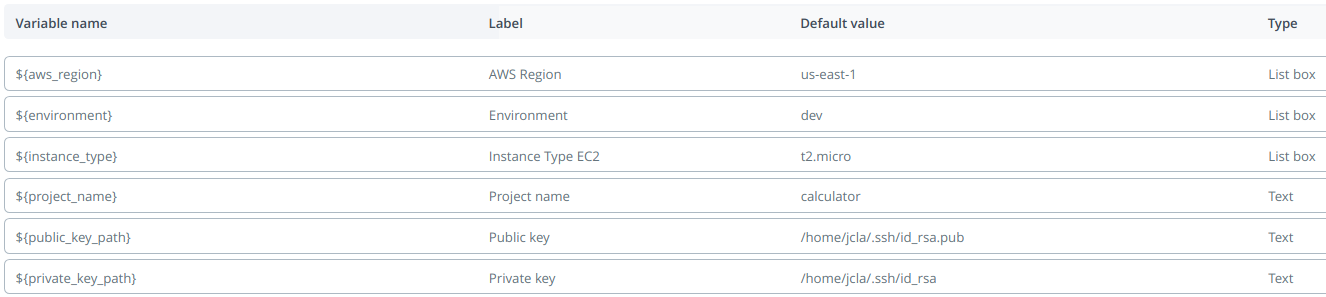 Variable name Label Default value Type
${aws_region} AWS Region us-east-1 List box
${environment} Environment dev List box
${instance_type} Instance Type EC2 t2.micro List box
${project_name} Project name calculator Text
${public_key_path} Public key /home/jcla/.ssh/id_rsa.pub Text
${private_key_path} Private key /home/jcla/.ssh/id_rsa Text